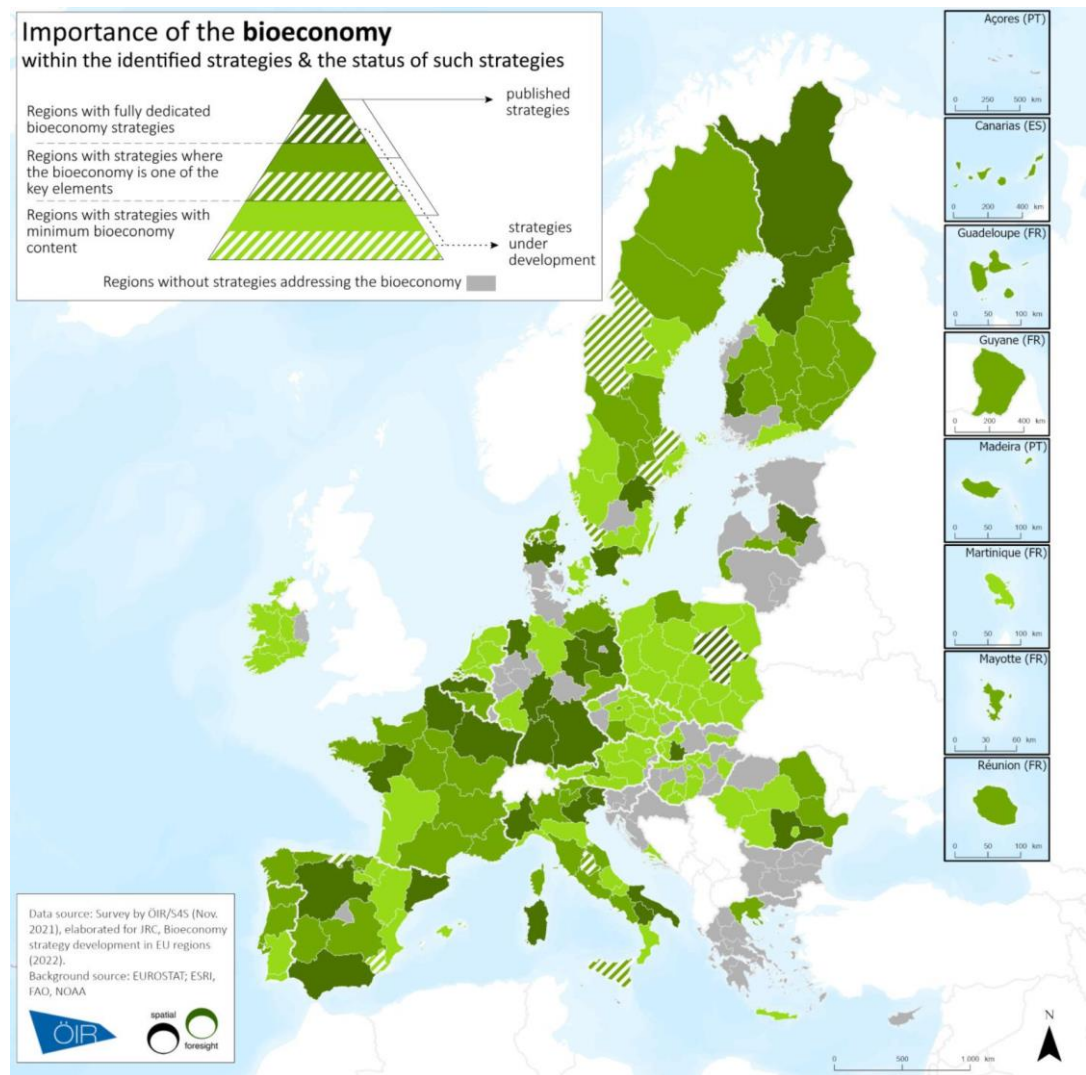 Importance of the bioeconomy
within the identified strategies & the status of such strategies
published
strategies
Regions with fully dedicated
bioeconomy strategies
Regions with strategies where
the bioeconomy is one of the
key elements
Regions with strategies with
minimum bioeconomy
content
strategies
under
development
Regions without strategies addressing the bioeconomy
Açores (PT)
0 250 500 km
Canarias (ES)
0 200 400 km
Guadeloupe (FR)
0 50 100 km
Guyane (FR)
0 200 400 km
Madeira (PT)
0 50 100 km
Martinique (FR)
0 50 100 km
Mayotte (FR)
0 30 60 km
Réunion (FR)
0 50 100 km
Data source: Survey by ÖIR/S4S (Nov.
2021), elaborated for JRC, Bioeconomy
strategy development in EU regions
(2022).
Background source: EUROSTAT; ESRI,
FAO, NOAA
ÖIR
spatial
foresight
N
0 500 1.000 km